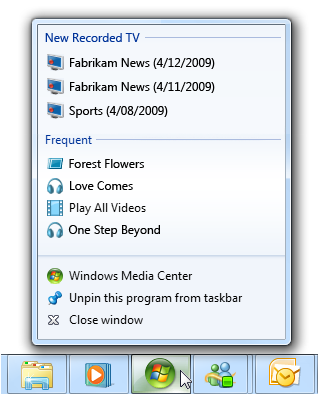 New Recorded TV
Fabrikam News (4/12/2009)
Fabrikam News (4/11/2009)
Sports (4/08/2009)
Frequent
Forest Flowers
Love Comes
Play All Videos
One Step Beyond
Windows Media Center
Unpin this program from taskbar
Close window